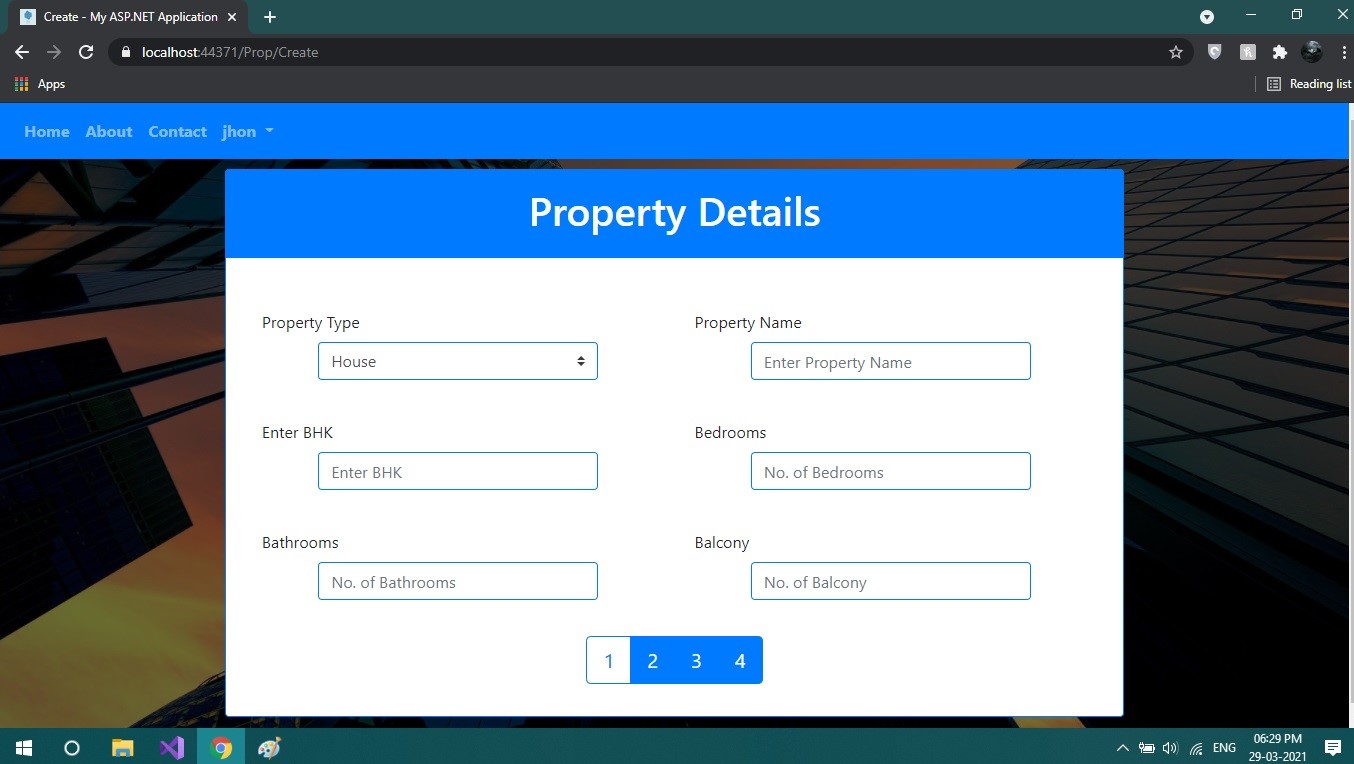 Create - My ASP.NET Application
localhost:44371/Prop/Create
Apps
Reading list
Home About Contact jhon
Property Details
Property Type
House
Property Name
Enter Property Name
Enter BHK
Enter BHK
Bedrooms
No. of Bedrooms
Bathrooms
No. of Bathrooms
Balcony
No. of Balcony
1 2 3 4
ENG
06:29 PM
29-03-2021